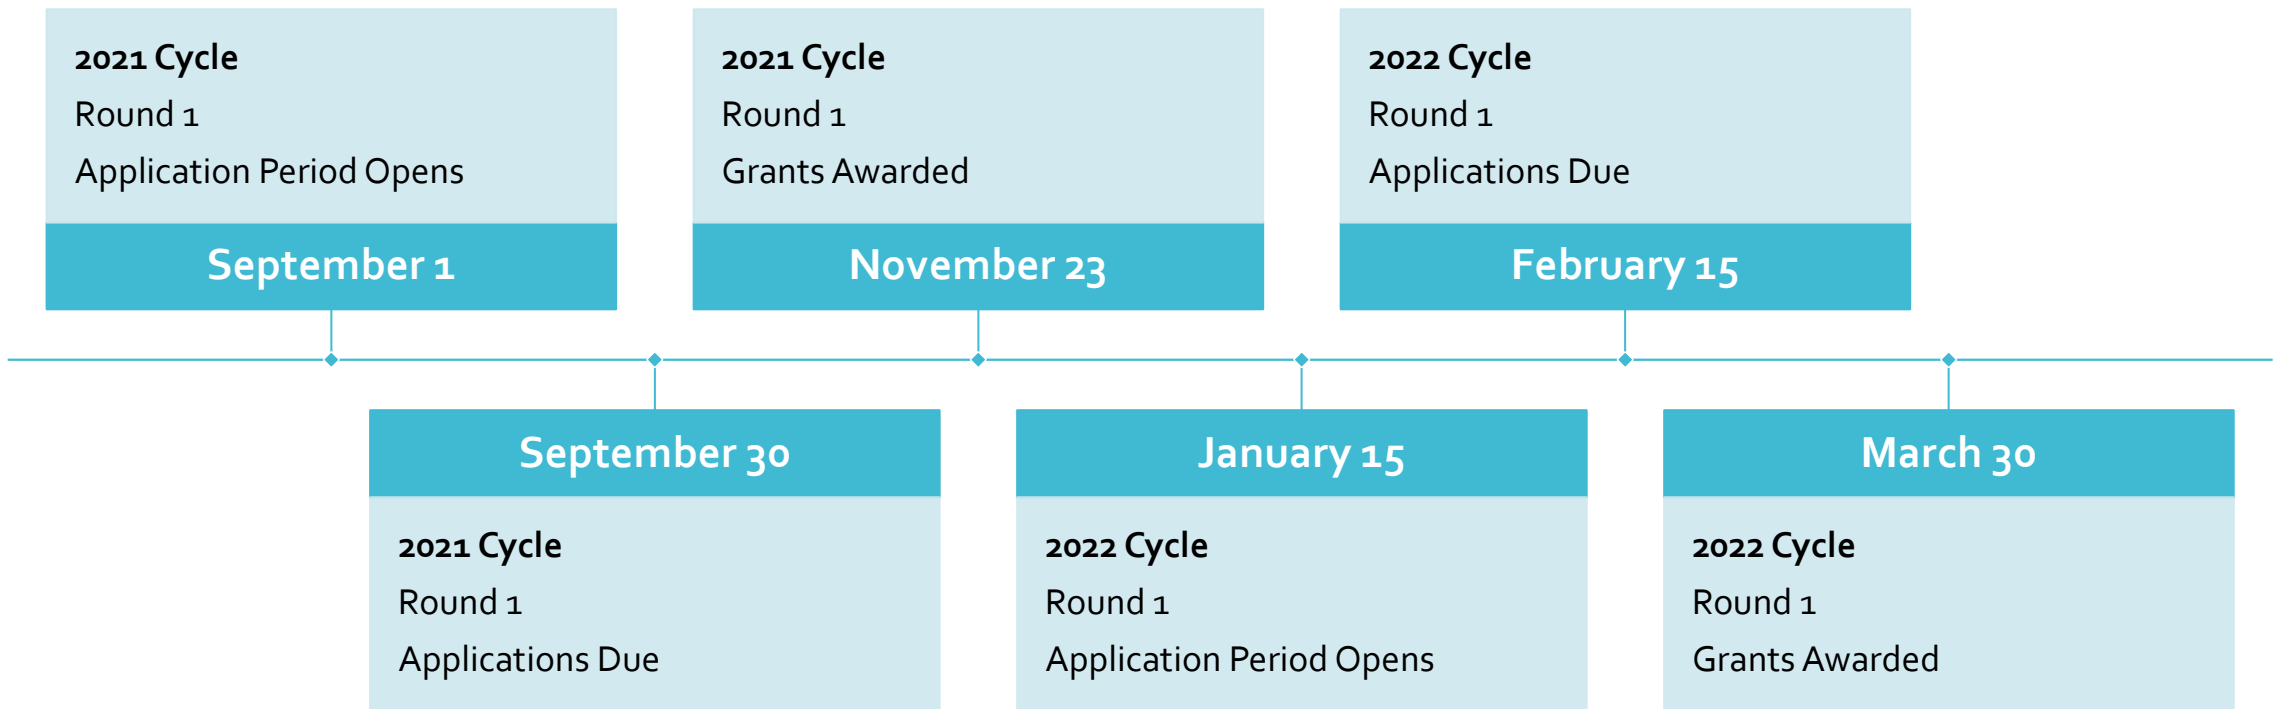 2021 Cycle
Round 1
Application Period Opens
September 1
September 30
2021 Cycle
Round 1
Applications Due
2021 Cycle
Round 1
Grants Awarded
November 23
January 15
2022 Cycle
Round 1
Application Period Opens
2022 Cycle
Round 1
Applications Due
February 15
March 30
2022 Cycle
Round 1
Grants Awarded